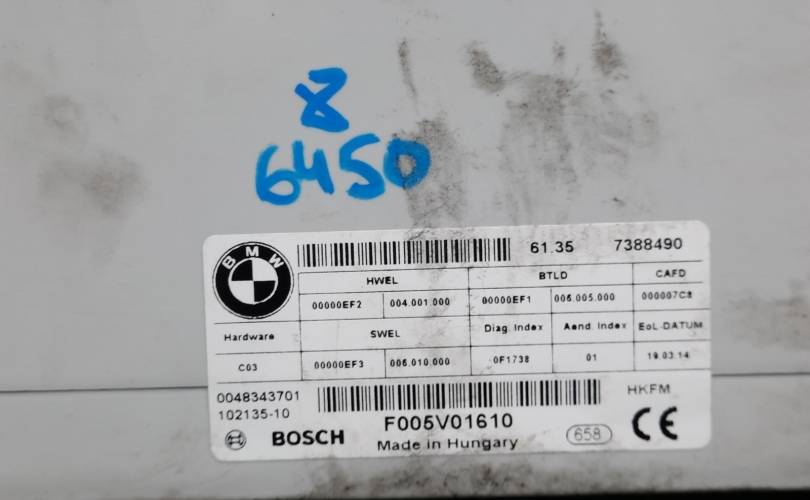 8
6450
BMW
61.35 7388490
HWEL BTLD CAFD
00000EF2 004.001.000 00000EF1 006.005.000 000007C8
Hardware SWEL Diag. Index Aend. Index EoL-DATUM
C03 00000EF3 006.010.000 0F1738 01 19.03.14
0048343701
102135-10
HKFM
BOSCH F005V01610
Made in Hungary
658
CE